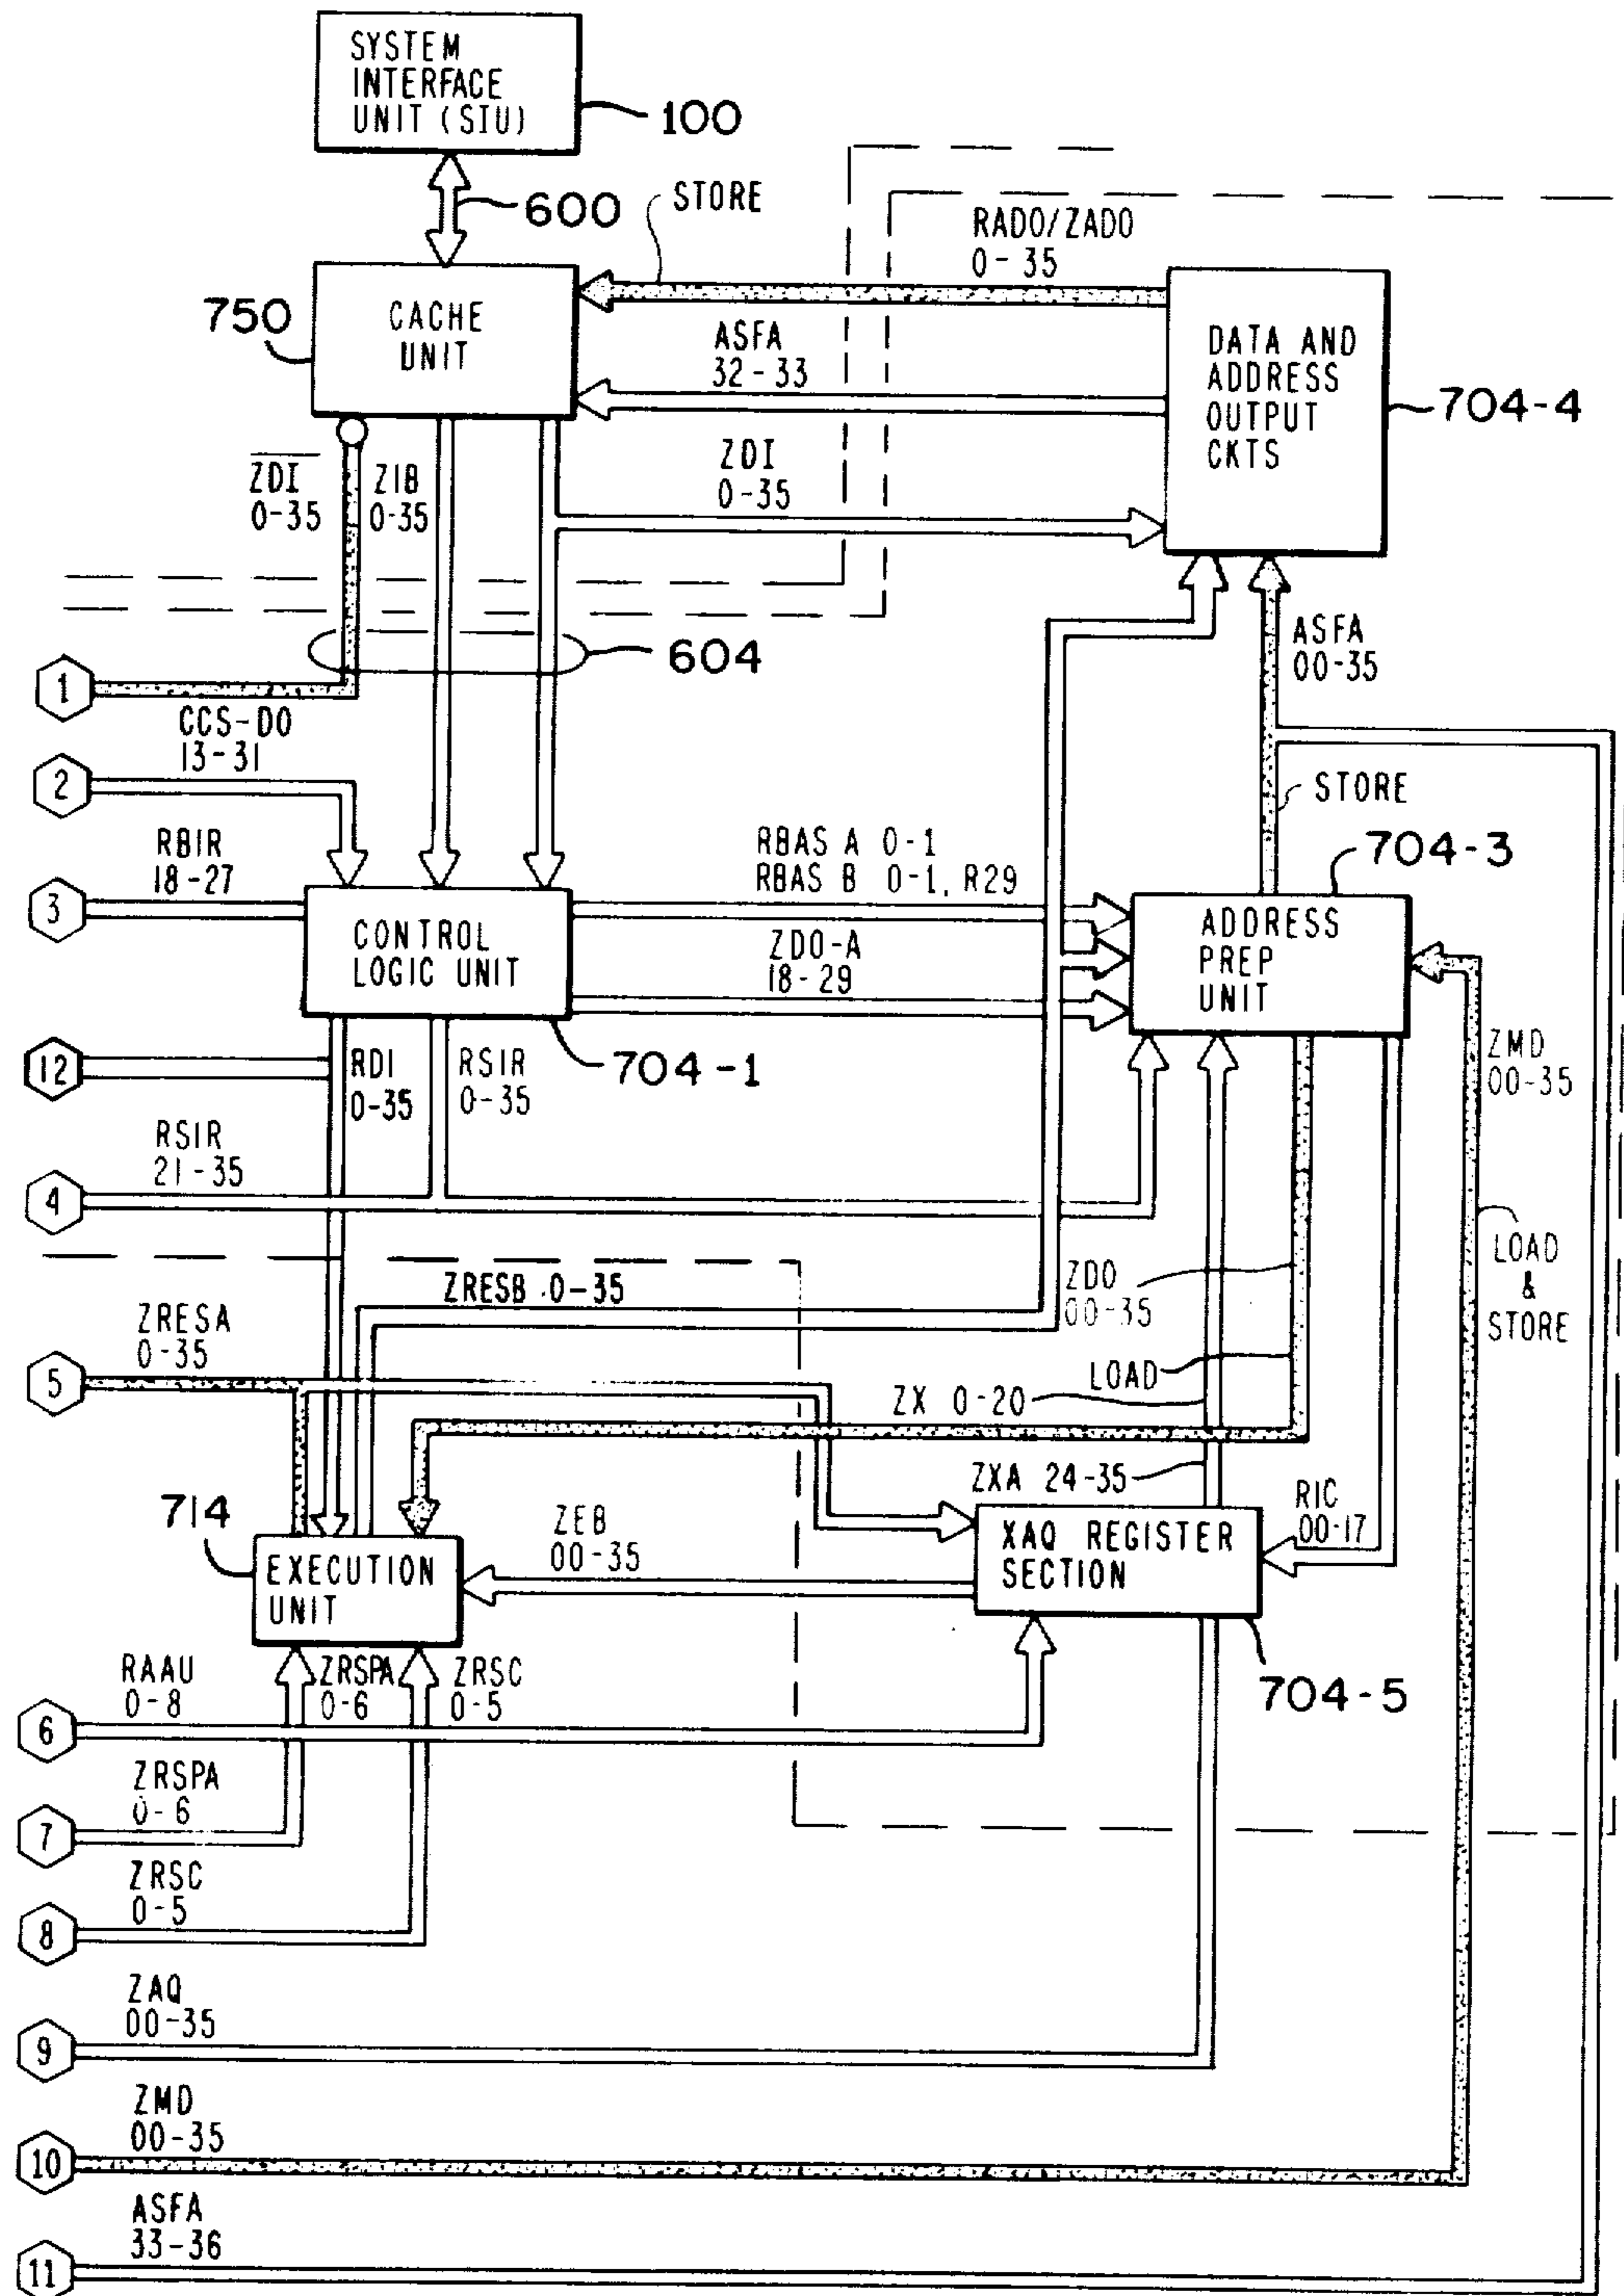 SYSTEM
INTERFACE
UNIT (SIU)
100
600
STORE
RADO/ZADO
0-35
750
CACHE
UNIT
ASFA
32-33
DATA AND
ADDRESS
OUTPUT
CKTS
704-4
ZDI
0-35
ZIB
0-35
ZDI
0-35
604
ASFA
00-35
1
CCS-DO
13-31
2
STORE
RBIR
18-27
3
RBAS A 0-1
RBAS B 0-1, R29
704-3
CONTROL
LOGIC UNIT
ZDO-A
18-29
ADDRESS
PREP
UNIT
12
RDI
0-35
RSIR
0-35
704-1
ZMD
00-35
RSIR
21-35
4
LOAD
&
STORE
ZRESB 0-35
ZDO
00-35
ZRESA
0-35
5
LOAD
ZX 0-20
ZXA 24-35
714
EXECUTION
UNIT
ZEB
00-35
XAQ REGISTER
SECTION
RIC
00-17
704-5
RAAU
0-8
6
ZRSPA
0-6
ZRSC
0-5
ZRSPA
0-6
7
ZRSC
0-5
8
ZAQ
00-35
9
ZMD
00-35
10
ASFA
33-36
11